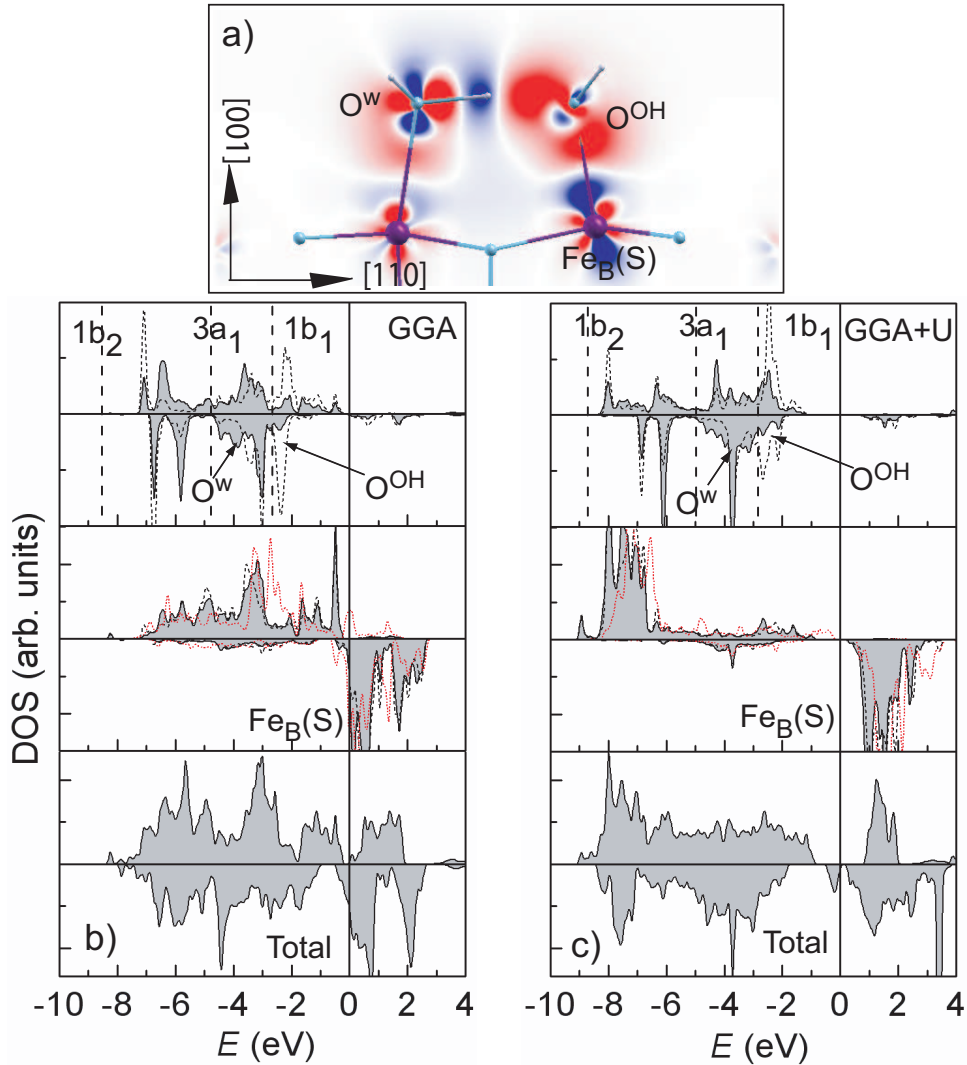 a)
O^w
O^OH
[001]
[110]
Fe_B(S)
1b_2
3a_1
1b_1
GGA
O^w
O^OH
Fe_B(S)
b)
Total
1b_2
3a_1
1b_1
GGA+U
O^w
O^OH
Fe_B(S)
c)
Total
DOS (arb. units)
-10 -8 -6 -4 -2 0 2 4
E (eV)
-10 -8 -6 -4 -2 0 2 4
E (eV)